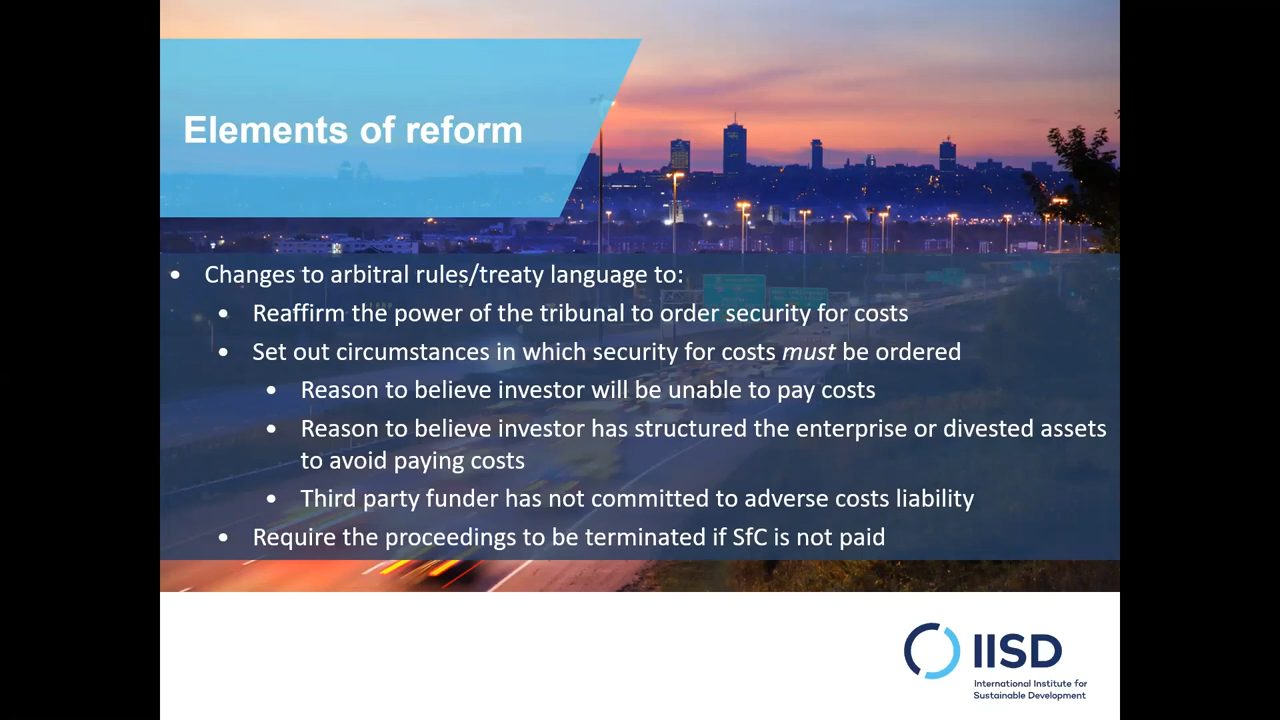 Elements of reform
• Changes to arbitral rules/treaty language to:
• Reaffirm the power of the tribunal to order security for costs
• Set out circumstances in which security for costs must be ordered
• Reason to believe investor will be unable to pay costs
• Reason to believe investor has structured the enterprise or divested assets
to avoid paying costs
• Third party funder has not committed to adverse costs liability
• Require the proceedings to be terminated if SfC is not paid
IISD
International Institute for
Sustainable Development